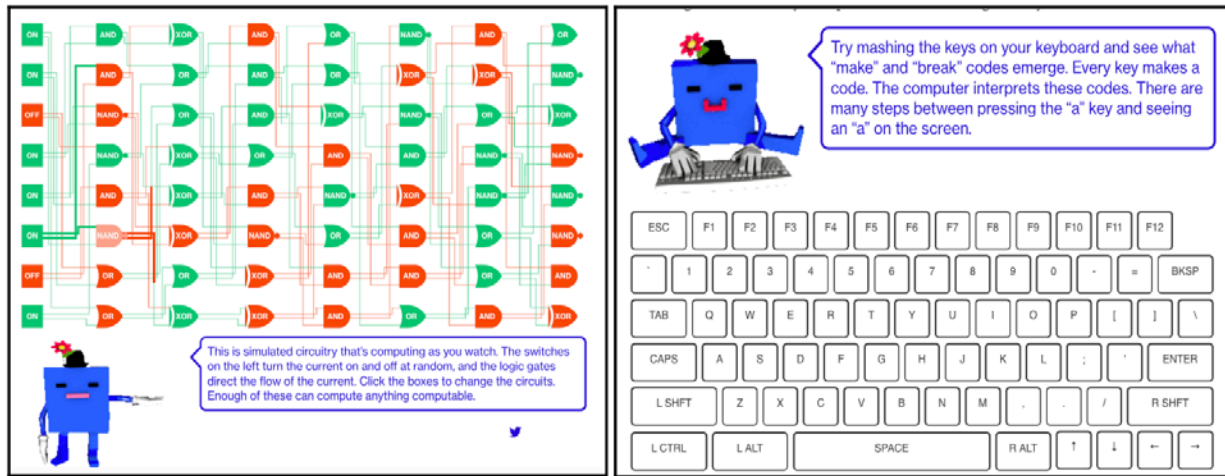 ON AND XOR AND OR NAND OR
ON AND OR OR XOR XOR NAND
OFF NAND OR AND XOR OR OR
ON NAND XOR OR AND AND NAND NAND
ON AND XOR AND NAND XOR NAND NAND
ON NAND XOR NAND OR AND NAND
OFF OR OR XOR AND AND OR AND
ON OR XOR XOR AND OR AND XOR
This is simulated circuitry that's computing as you watch. The switches
on the left turn the current on and off at random, and the logic gates
direct the flow of the current. Click the boxes to change the circuits.
Enough of these can compute anything computable.
Try mashing the keys on your keyboard and see what
“make” and “break” codes emerge. Every key makes a
code. The computer interprets these codes. There are
many steps between pressing the “a” key and seeing
an “a” on the screen.
ESC F1 F2 F3 F4 F5 F6 F7 F8 F9 F10 F11 F12
` 1 2 3 4 5 6 7 8 9 0 - = BKSP
TAB Q W E R T Y U I O P [ ] \
CAPS A S D F G H J K L ; ' ENTER
L SHFT Z X C V B N M , . / R SHFT
L CTRL L ALT SPACE R ALT ↑ ↓ ← →